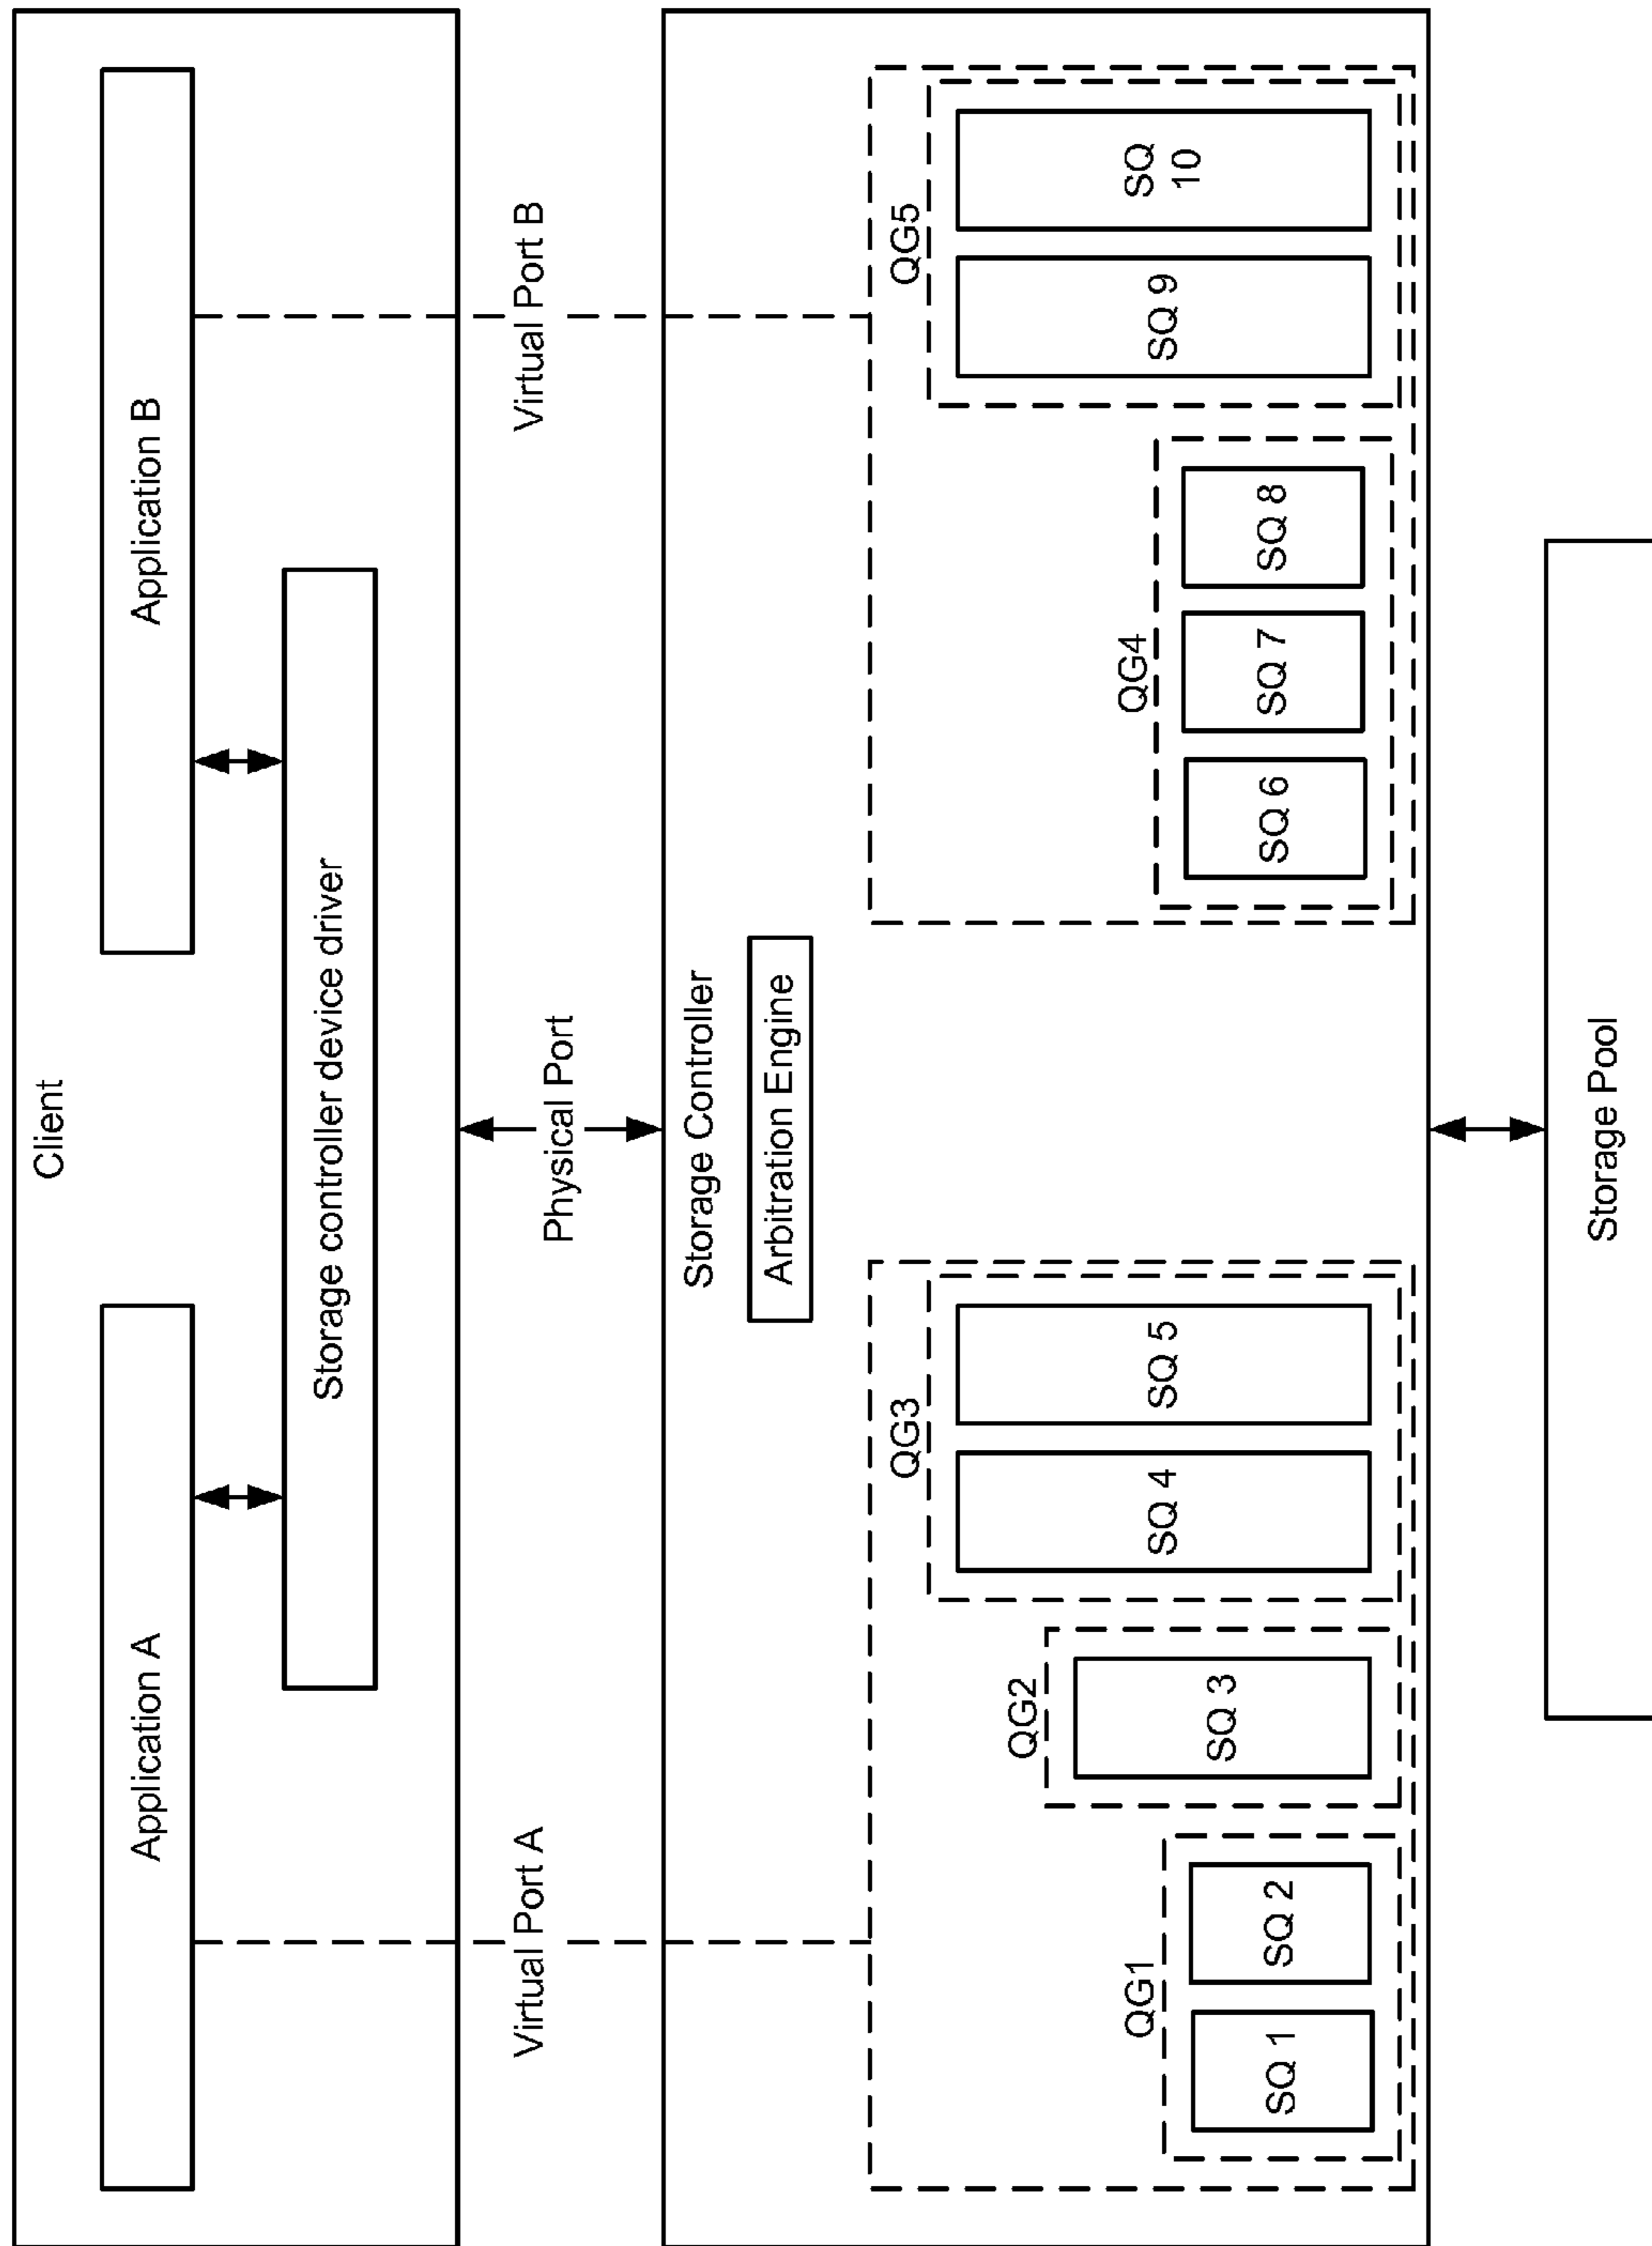 Client
Application A
Application B
Storage controller device driver
Virtual Port A
Physical Port
Virtual Port B
Storage Controller
Arbitration Engine
QG1
SQ 1
SQ 2
QG2
SQ 3
QG3
SQ 4
SQ 5
QG4
SQ 6
SQ 7
SQ 8
QG5
SQ 9
SQ
10
Storage Pool